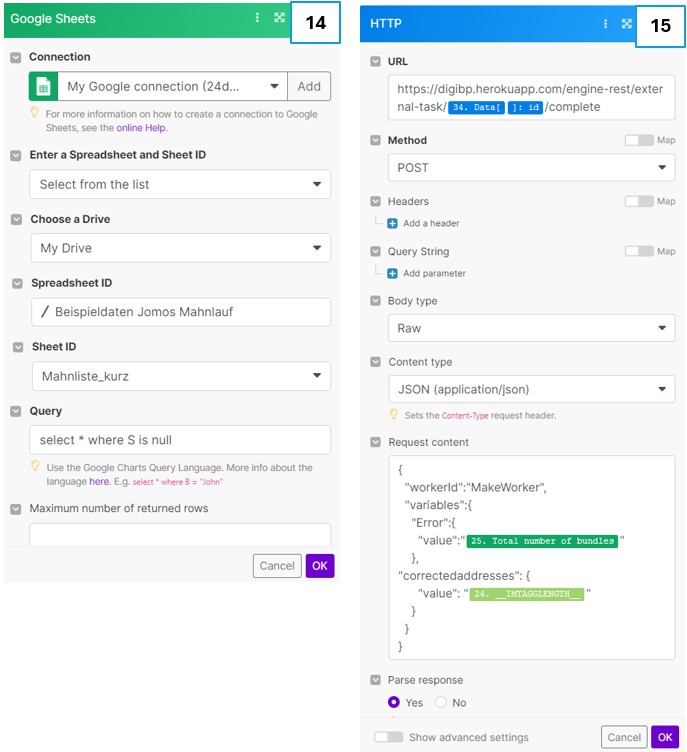 Google Sheets
14
Connection
My Google connection (24d...
Add
For more information on how to create a connection to Google
Sheets, see the online Help.
Enter a Spreadsheet and Sheet ID
Select from the list
Choose a Drive
My Drive
Spreadsheet ID
/ Beispieldaten Jomos Mahnlauf
Sheet ID
Mahnliste_kurz
Query
select * where S is null
Use the Google Charts Query Language. More info about the
language here. E.g. select * where B = "John"
Maximum number of returned rows
Cancel
OK
HTTP
15
URL
https://digibp.herokuapp.com/engine-rest/exter
nal-task/ 34. Data[ ]: id /complete
Method
Map
POST
Headers
Map
Add a header
Query String
Map
Add parameter
Body type
Raw
Content type
JSON (application/json)
Sets the Content-Type request header.
Request content
{
"workerId":"MakeWorker",
"variables":{
"Error":{
"value":" 25. Total number of bundles "
},
"correctedaddresses": {
"value": " 24. __IMTAGGLENGTH__ "
}
}
}
Parse response
Yes
No
Show advanced settings
Cancel
OK